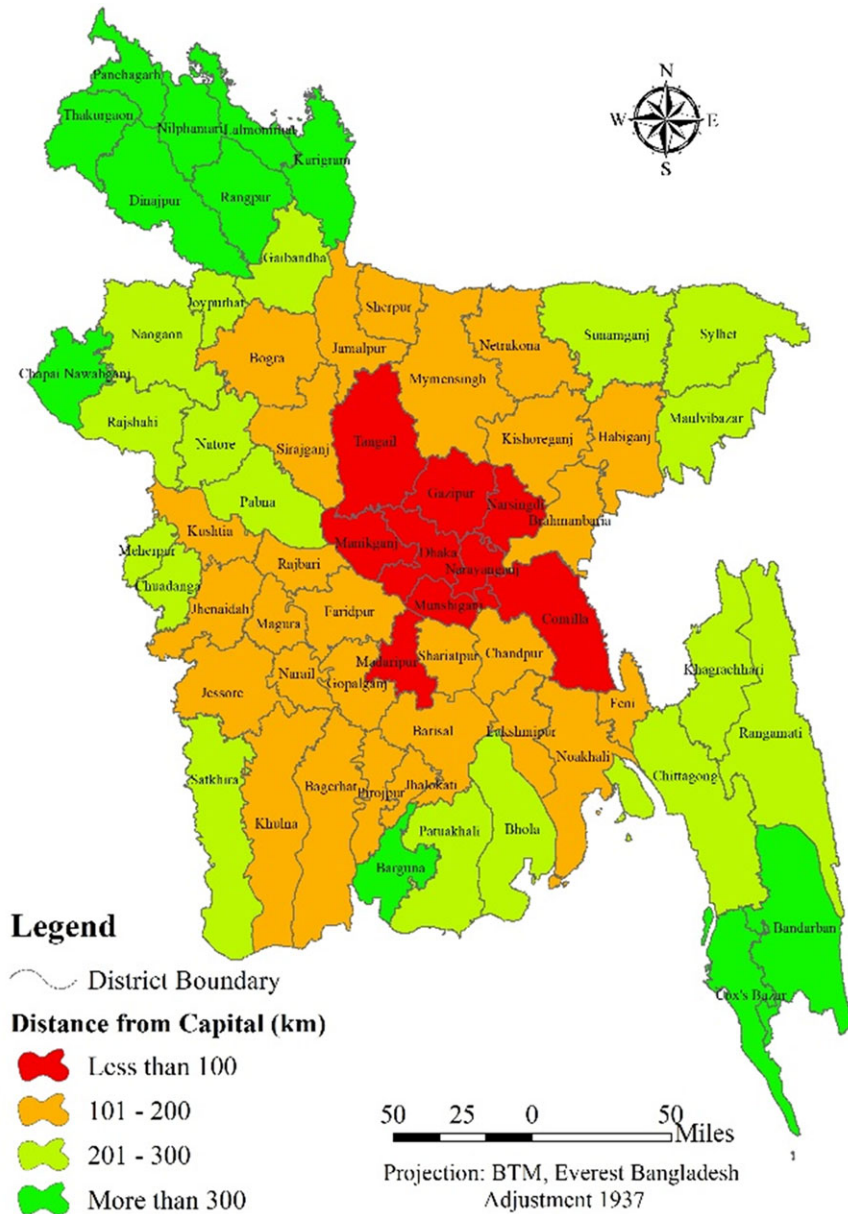 N
W E
S
Panchagarh
Thakurgaon
Nilphamari
Lalmonirhat
Kurigram
Dinajpur
Rangpur
Gaibandha
Joypurhat
Naogaon
Sherpur
Bogra
Jamalpur
Netrakona
Sunamganj
Sylhet
Mymensingh
Chapai Nawabganj
Maulvibazar
Rajshahi
Natore
Sirajganj
Tangail
Kishoreganj
Habiganj
Gazipur
Narsingdi
Pabna
Brahmanbaria
Kushtia
Manikganj
Dhaka
Meherpur
Rajbari
Narayanganj
Chuadanga
Jhenaidah
Magura
Faridpur
Munshiganj
Comilla
Shariatpur
Chandpur
Madaripur
Khagrachhari
Narail
Gopalganj
Jessore
Feni
Barisal
Lakshmipur
Rangamati
Noakhali
Satkhira
Bagerhat
Pirojpur
Jhalokati
Chittagong
Khulna
Patuakhali
Bhola
Barguna
Bandarban
Cox's Bazar
Legend
District Boundary
Distance from Capital (km)
Less than 100
101 - 200
201 - 300
More than 300
50 25 0 50
Miles
Projection: BTM, Everest Bangladesh
Adjustment 1937
1